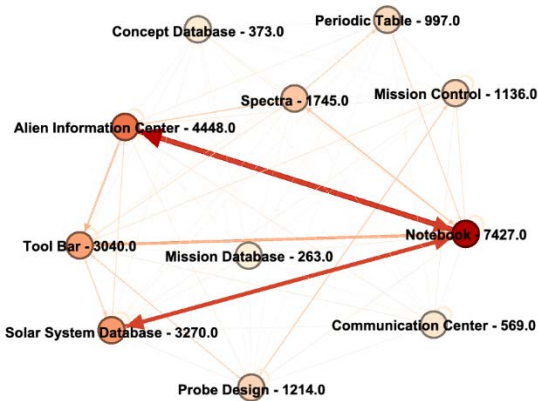 Periodic Table - 997.0
Concept Database - 373.0
Mission Control - 1136.0
Spectra - 1745.0
Alien Information Center - 4448.0
Notebook - 7427.0
Tool Bar - 3040.0
Mission Database - 263.0
Communication Center - 569.0
Solar System Database - 3270.0
Probe Design - 1214.0